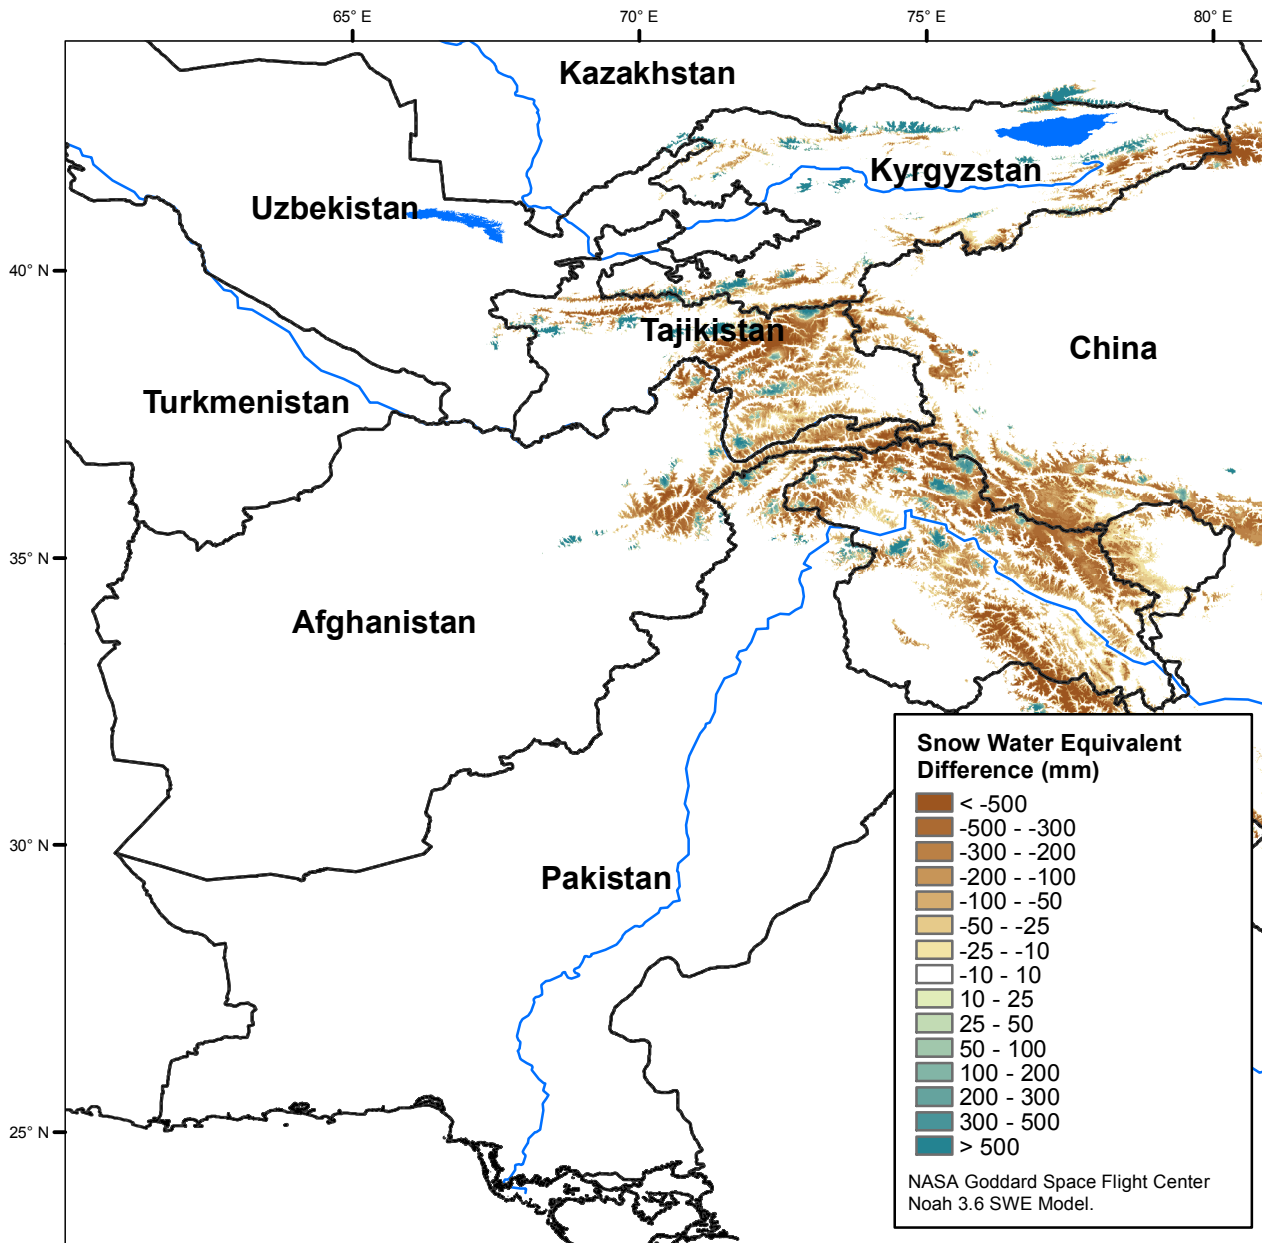 65° E
70° E
75° E
80° E
Kazakhstan
Kyrgyzstan
Uzbekistan
40° N
Tajikistan
China
Turkmenistan
35° N
Afghanistan
30° N
Pakistan
25° N
Snow Water Equivalent
Difference (mm)
< -500
-500 - -300
-300 - -200
-200 - -100
-100 - -50
-50 - -25
-25 - -10
-10 - 10
10 - 25
25 - 50
50 - 100
100 - 200
200 - 300
300 - 500
> 500
NASA Goddard Space Flight Center
Noah 3.6 SWE Model.